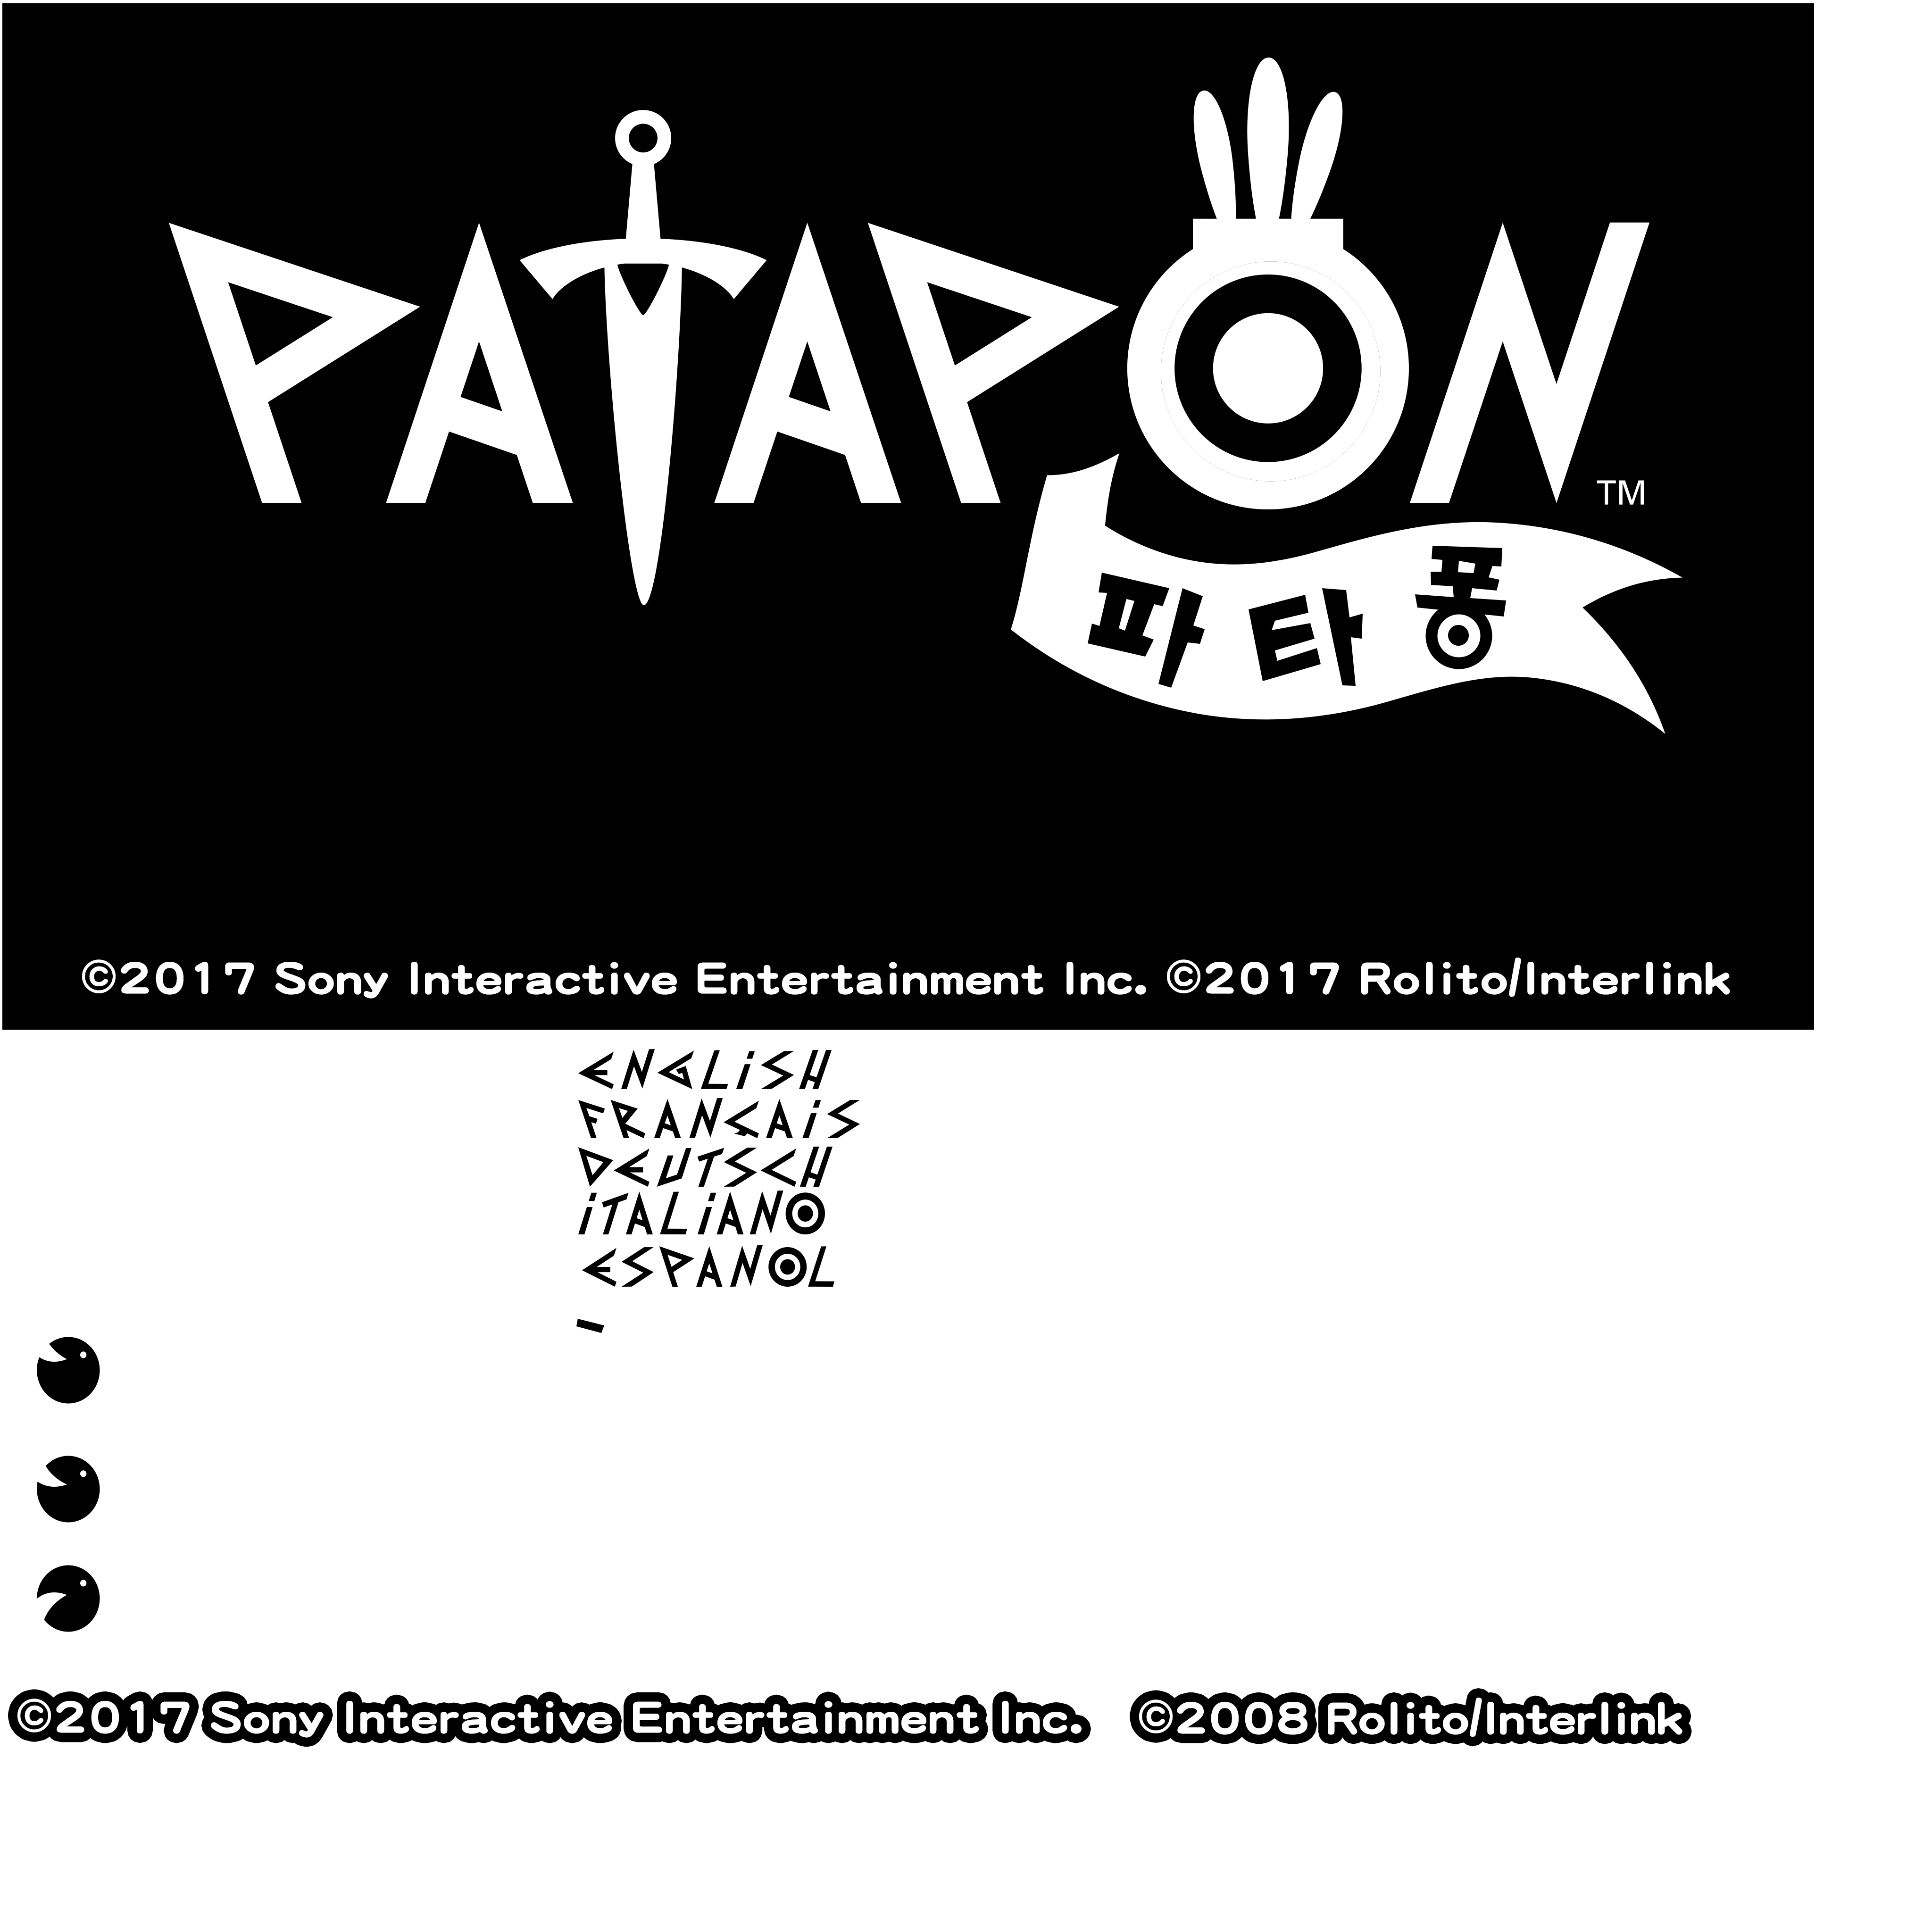 PATAPON TM
파타퐁
©2017 Sony Interactive Entertainment Inc. ©2017 Rolito/Interlink
ENGLiSH
FRANÇAiS
DEUTSCH
iTALiANO
ESPANOL
©2017 Sony Interactive Entertainment Inc. ©2008 Rolito/Interlink